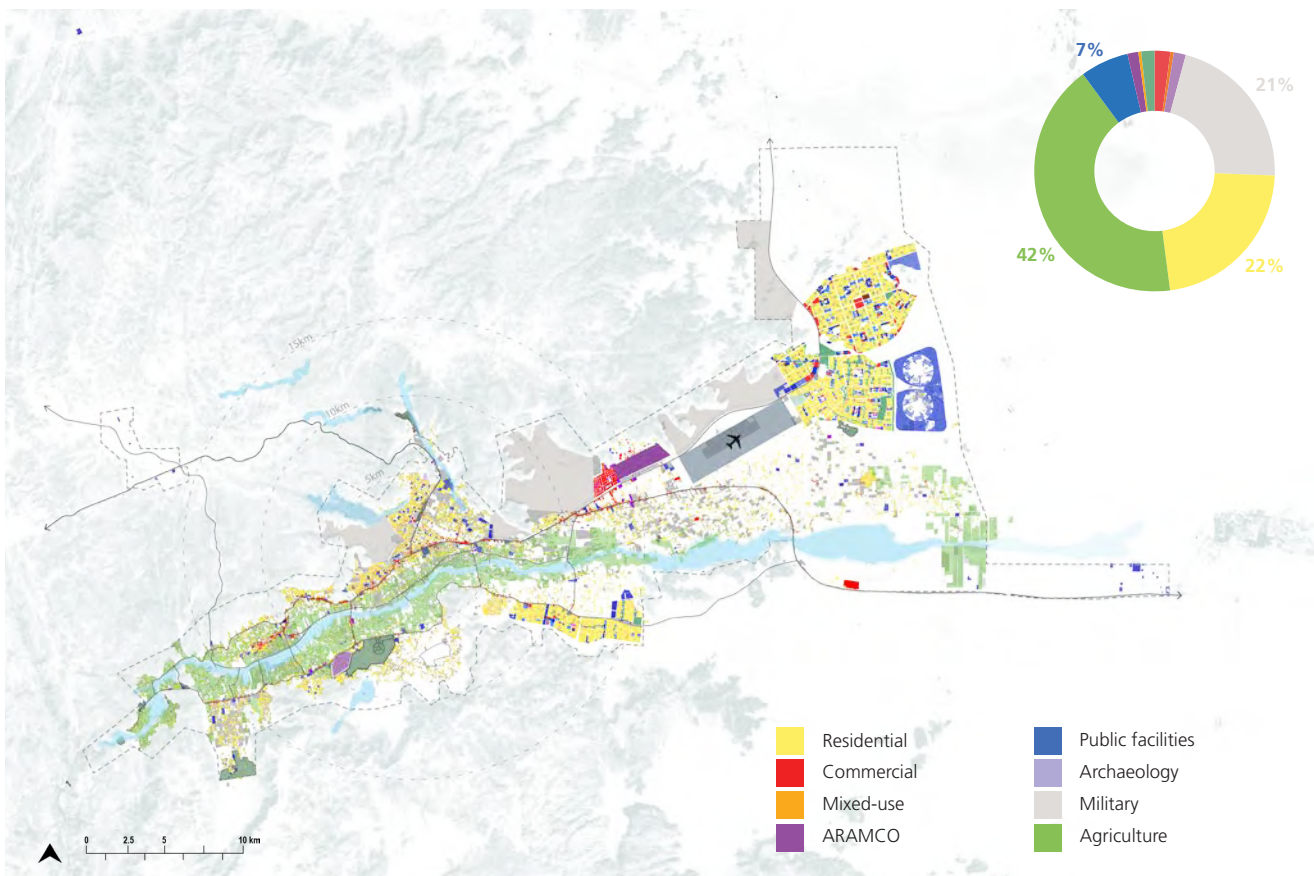 7%
21%
42%
22%
15km
10km
5km
0 2.5 5 10 km
Residential
Commercial
Mixed-use
ARAMCO
Public facilities
Archaeology
Military
Agriculture